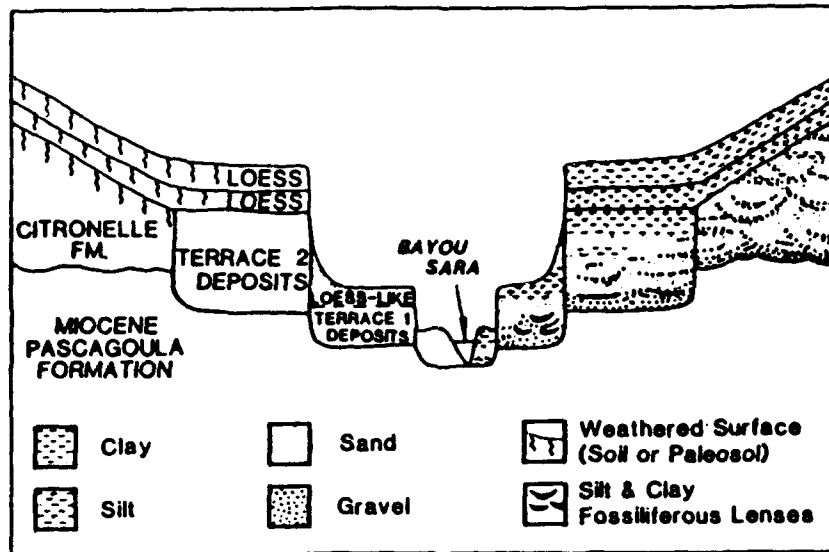 LOESS
LOESS
CITRONELLE
FM.
TERRACE 2
DEPOSITS
BAYOU
SARA
LOESS-LIKE
TERRACE 1
DEPOSITS
MIOCENE
PASCAGOULA
FORMATION
Clay
Sand
Weathered Surface
(Soil or Paleosol)
Silt
Gravel
Silt & Clay
Fossiliferous Lenses